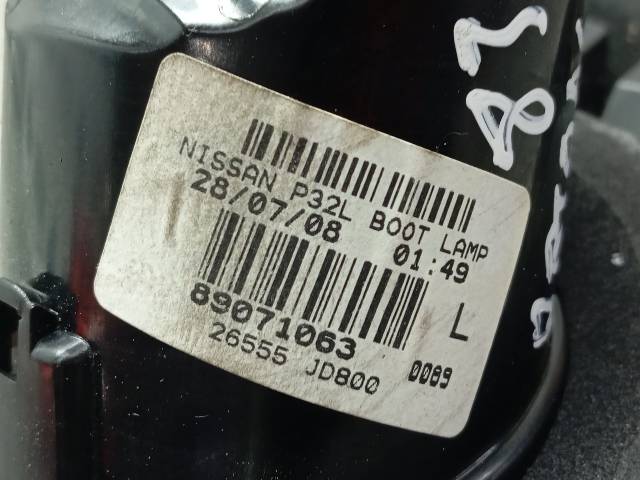 NISSAN P32L BOOT LAMP
28/07/08 01:49
89071063 L
26555 JD800 0089